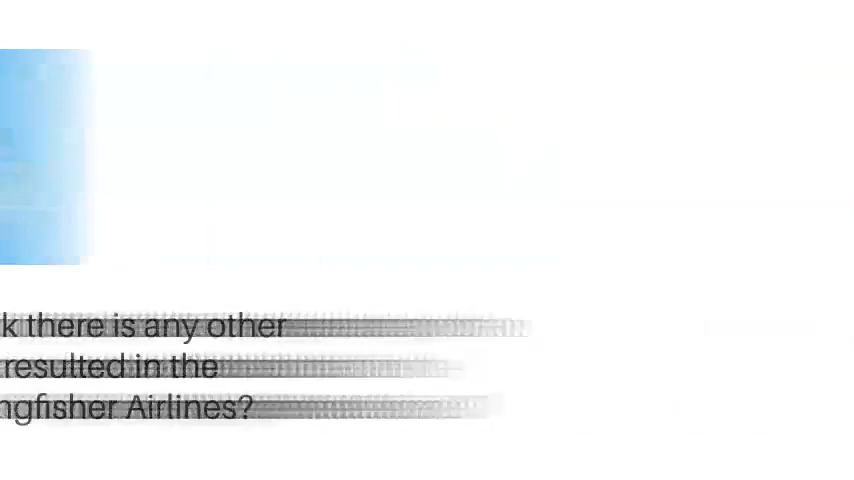 k there is any other
resulted in the
ngfisher Airlines?